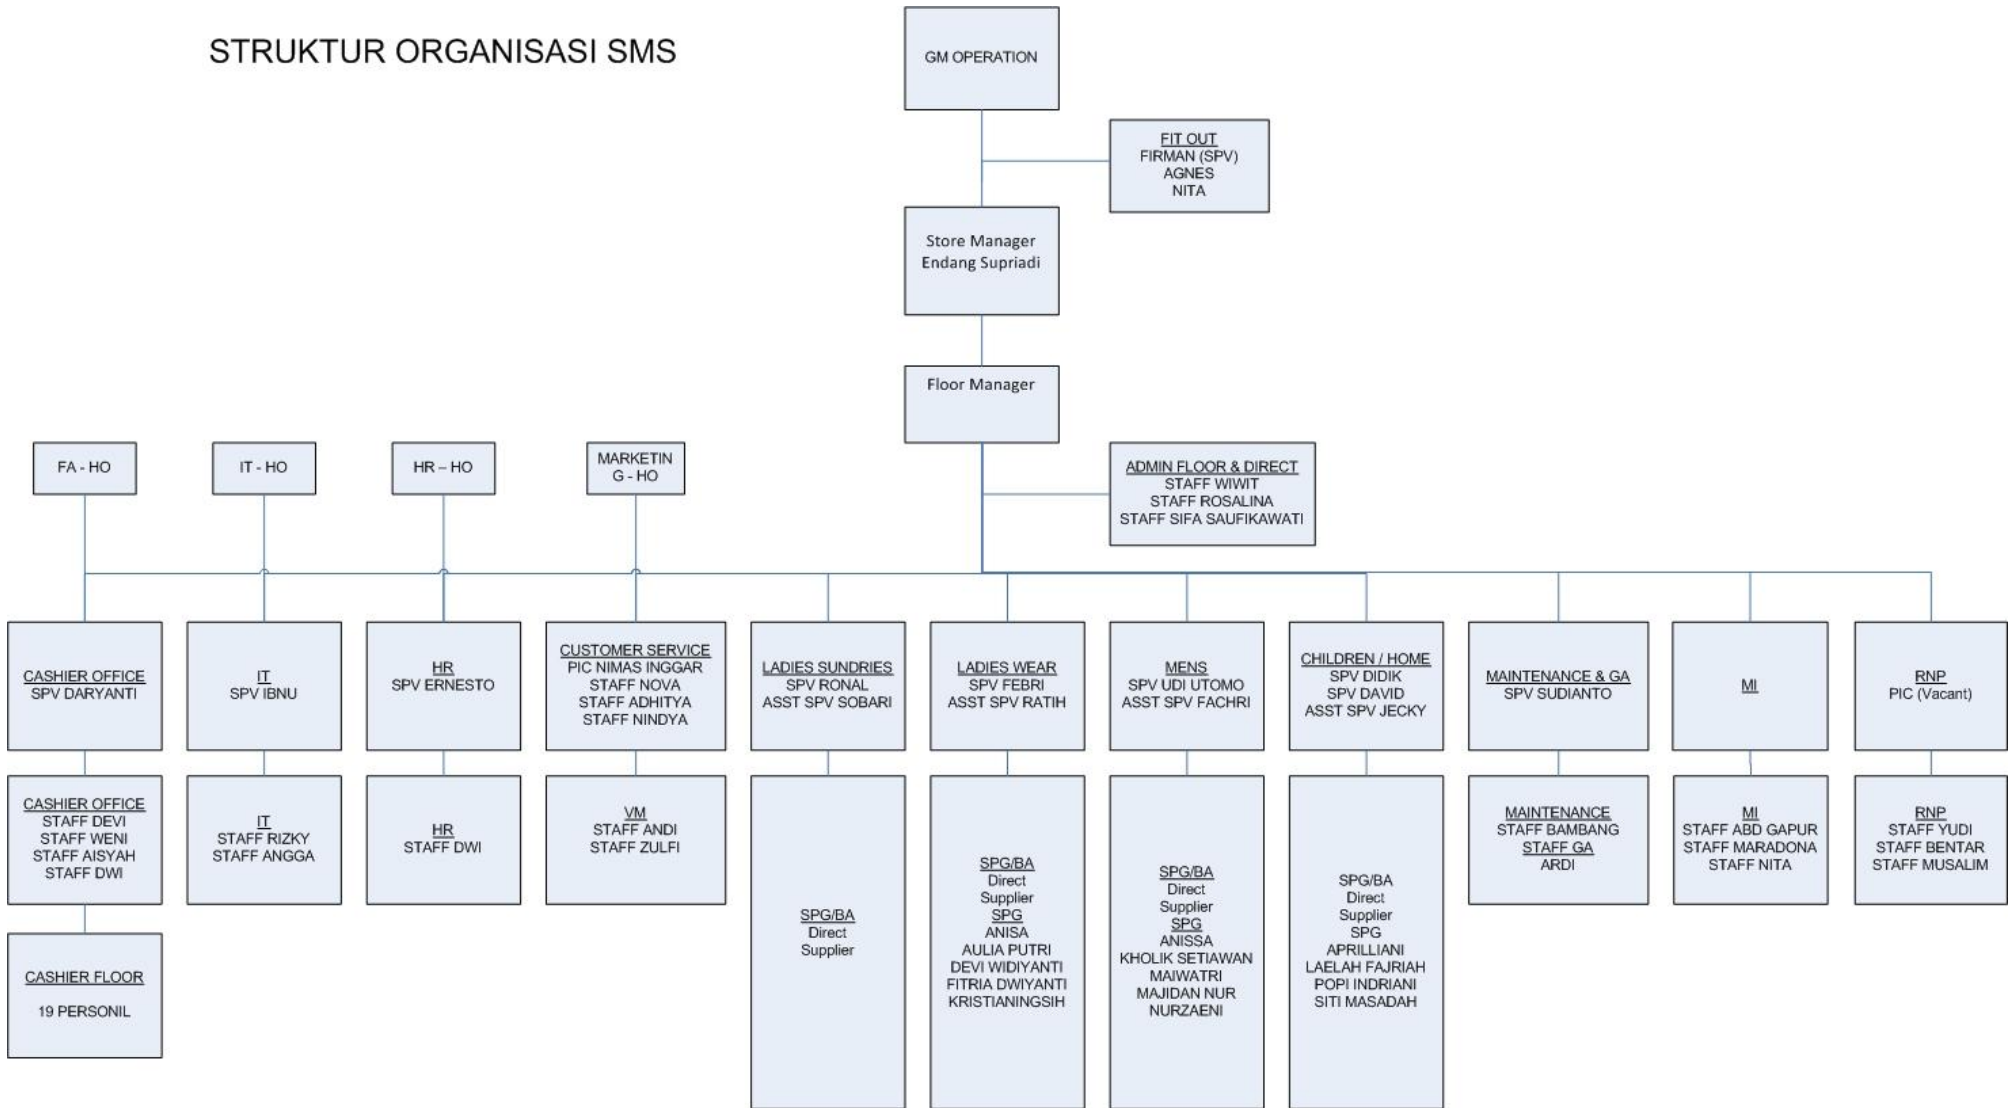 STRUKTUR ORGANISASI SMS
GM OPERATION
FIT OUT
FIRMAN (SPV)
AGNES
NITA
Store Manager
Endang Supriadi
Floor Manager
FA - HO
IT - HO
HR – HO
MARKETIN
G - HO
ADMIN FLOOR & DIRECT
STAFF WIWIT
STAFF ROSALINA
STAFF SIFA SAUFIKAWATI
CASHIER OFFICE
SPV DARYANTI
IT
SPV IBNU
HR
SPV ERNESTO
CUSTOMER SERVICE
PIC NIMAS INGGAR
STAFF NOVA
STAFF ADHITYA
STAFF NINDYA
LADIES SUNDRIES
SPV RONAL
ASST SPV SOBARI
LADIES WEAR
SPV FEBRI
ASST SPV RATIH
MENS
SPV UDI UTOMO
ASST SPV FACHRI
CHILDREN / HOME
SPV DIDIK
SPV DAVID
ASST SPV JECKY
MAINTENANCE & GA
SPV SUDIANTO
MI
RNP
PIC (Vacant)
CASHIER OFFICE
STAFF DEVI
STAFF WENI
STAFF AISYAH
STAFF DWI
IT
STAFF RIZKY
STAFF ANGGA
HR
STAFF DWI
VM
STAFF ANDI
STAFF ZULFI
SPG/BA
Direct
Supplier
SPG/BA
Direct
Supplier
SPG
ANISA
AULIA PUTRI
DEVI WIDIYANTI
FITRIA DWIYANTI
KRISTIANINGSIH
SPG/BA
Direct
Supplier
SPG
ANISSA
KHOLIK SETIAWAN
MAIWATRI
MAJIDAN NUR
NURZAENI
SPG/BA
Direct
Supplier
SPG
APRILLIANI
LAELAH FAJRIAH
POPI INDRIANI
SITI MASADAH
MAINTENANCE
STAFF BAMBANG
STAFF GA
ARDI
MI
STAFF ABD GAPUR
STAFF MARADONA
STAFF NITA
RNP
STAFF YUDI
STAFF BENTAR
STAFF MUSALIM
CASHIER FLOOR
19 PERSONIL